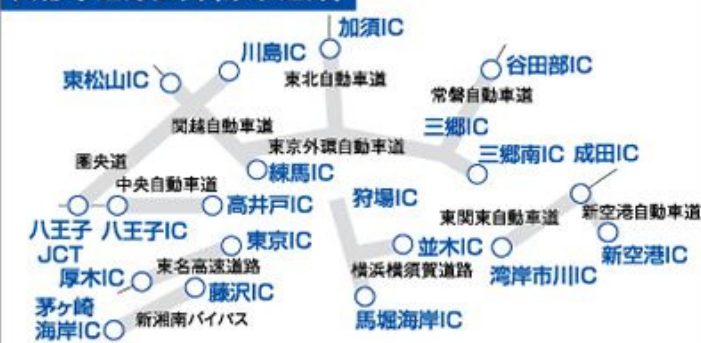 加須IC
川島IC
谷田部IC
東松山IC
東北自動車道
常磐自動車道
関越自動車道
三郷IC
東京外環自動車道
三郷南IC
成田IC
圏央道
練馬IC
中央自動車道
狩場IC
高井戸IC
東関東自動車道
新空港自動車道
八王子
JCT
八王子IC
東京IC
並木IC
湾岸市川IC
新空港IC
厚木IC
東名高速道路
横浜横須賀道路
藤沢IC
馬堀海岸IC
茅ヶ崎
海岸IC
新湘南バイパス